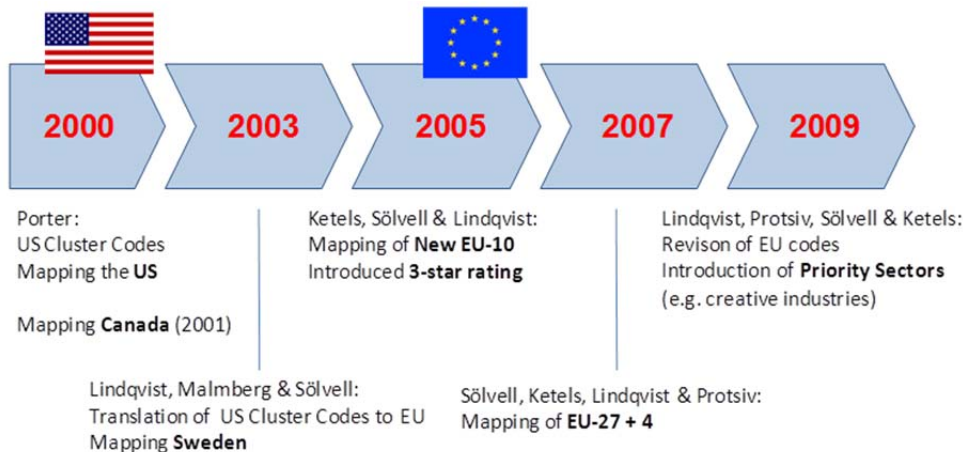 2000
2003
2005
2007
2009
Porter:
US Cluster Codes
Mapping the US
Mapping Canada (2001)
Ketels, Sölvell & Lindqvist:
Mapping of New EU-10
Introduced 3-star rating
Lindqvist, Protsiv, Sölvell & Ketels:
Revison of EU codes
Introduction of Priority Sectors
(e.g. creative industries)
Lindqvist, Malmberg & Sölvell:
Translation of US Cluster Codes to EU
Mapping Sweden
Sölvell, Ketels, Lindqvist & Protsiv:
Mapping of EU-27 + 4